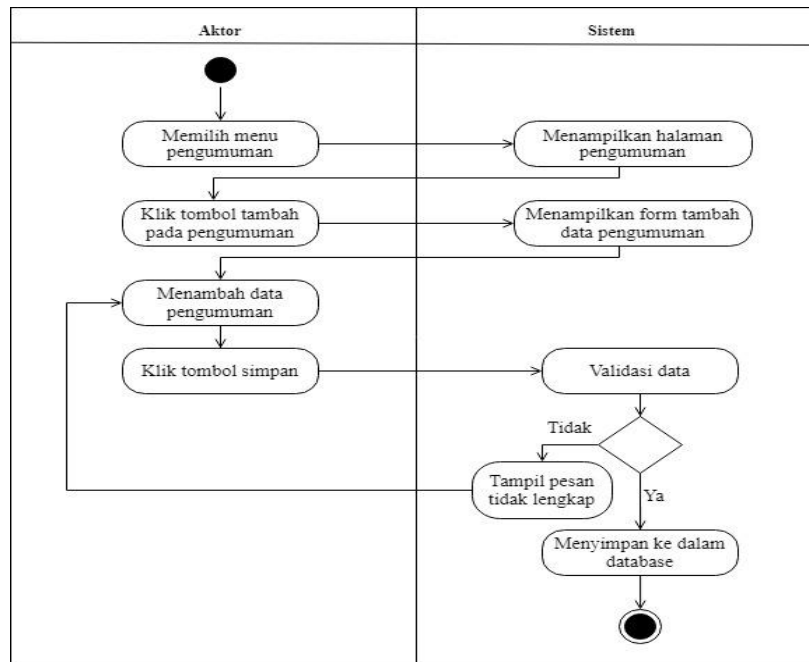 Aktor
Sistem
Memilih menu
pengumuman
Menampilkan halaman
pengumuman
Klik tombol tambah
pada pengumuman
Menampilkan form tambah
data pengumuman
Menambah data
pengumuman
Klik tombol simpan
Validasi data
Tidak
Tampil pesan
tidak lengkap
Ya
Menyimpan ke dalam
database